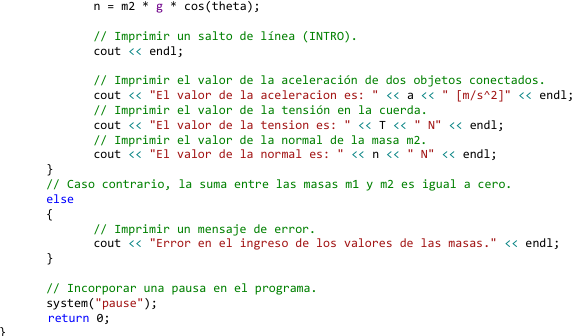 n = m2 * g * cos(theta);
// Imprimir un salto de línea (INTRO).
cout << endl;
// Imprimir el valor de la aceleración de dos objetos conectados.
cout << "El valor de la aceleracion es: " << a << " [m/s^2]" << endl;
// Imprimir el valor de la tensión en la cuerda.
cout << "El valor de la tension es: " << T << " N" << endl;
// Imprimir el valor de la normal de la masa m2.
cout << "El valor de la normal es: " << n << " N" << endl;
}
// Caso contrario, la suma entre las masas m1 y m2 es igual a cero.
else
{
// Imprimir un mensaje de error.
cout << "Error en el ingreso de los valores de las masas." << endl;
}
// Incorporar una pausa en el programa.
system("pause");
return 0;
}